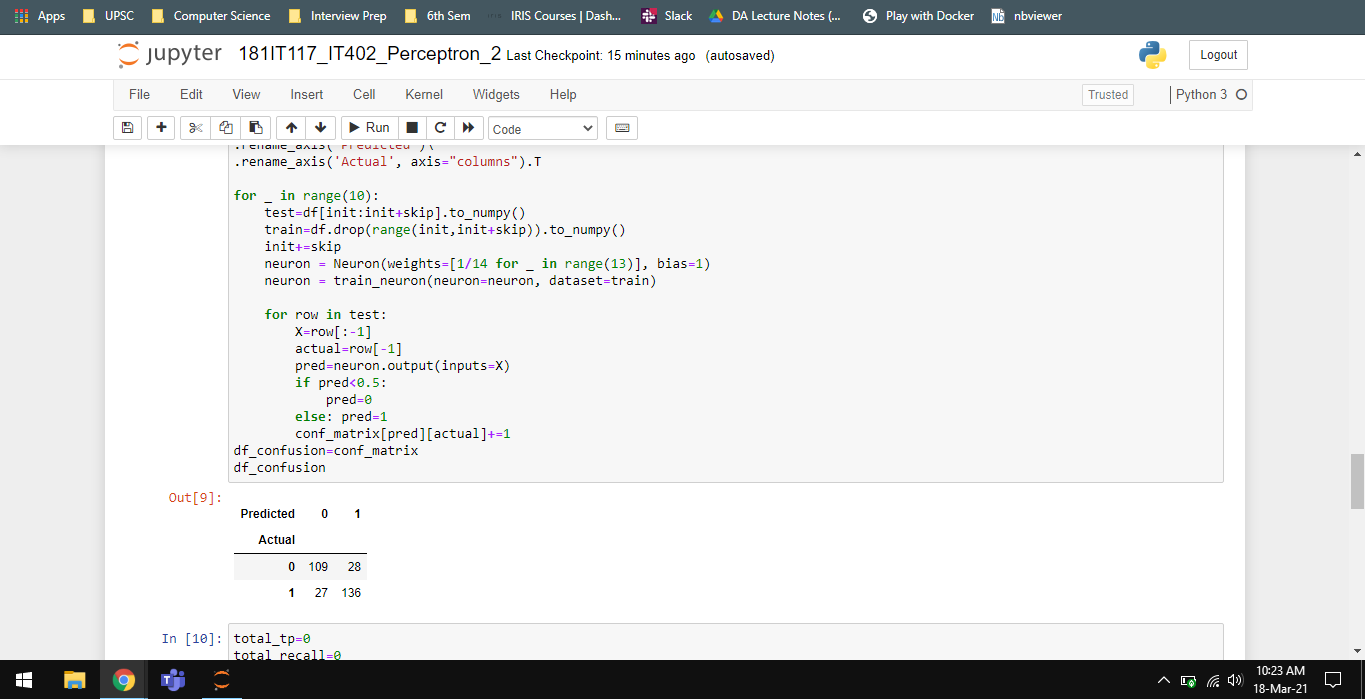 Apps UPSC Computer Science Interview Prep 6th Sem IRIS Courses | Dash... Slack DA Lecture Notes (... Play with Docker nbviewer
jupyter 181IT117_IT402_Perceptron_2 Last Checkpoint: 15 minutes ago (autosaved) Logout
File Edit View Insert Cell Kernel Widgets Help Trusted Python 3
Run Code
.rename_axis('Predicted')\
.rename_axis('Actual', axis="columns").T
for _ in range(10):
    test=df[init:init+skip].to_numpy()
    train=df.drop(range(init,init+skip)).to_numpy()
    init+=skip
    neuron = Neuron(weights=[1/14 for _ in range(13)], bias=1)
    neuron = train_neuron(neuron=neuron, dataset=train)
    for row in test:
        X=row[:-1]
        actual=row[-1]
        pred=neuron.output(inputs=X)
        if pred<0.5:
            pred=0
        else: pred=1
        conf_matrix[pred][actual]+=1
df_confusion=conf_matrix
df_confusion
Out[9]:
Predicted 0 1
Actual
0 109 28
1 27 136
In [10]: total_tp=0
total_recall=0
10:23 AM
18-Mar-21